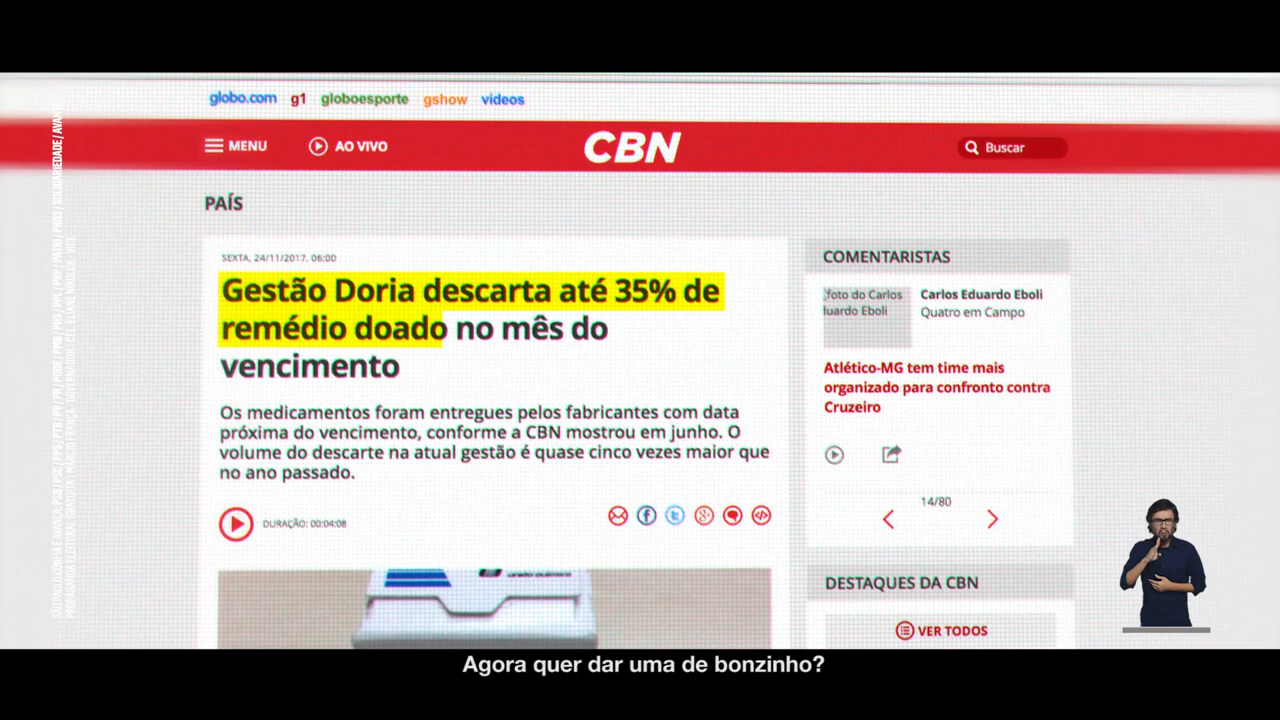 globo.com g1 globoesporte gshow videos
MENU AO VIVO CBN Buscar
PAÍS
SEXTA, 24/11/2017, 06:00
Gestão Doria descarta até 35% de
remédio doado no mês do
vencimento
Os medicamentos foram entregues pelos fabricantes com data
próxima do vencimento, conforme a CBN mostrou em junho. O
volume do descarte na atual gestão é quase cinco vezes maior que
no ano passado.
DURAÇÃO: 00:04:08
COMENTARISTAS
foto do Carlos
Eboli
Carlos Eduardo Eboli
Quatro em Campo
Atlético-MG tem time mais
organizado para confronto contra
Cruzeiro
14/80
DESTAQUES DA CBN
VER TODOS
Agora quer dar uma de bonzinho?